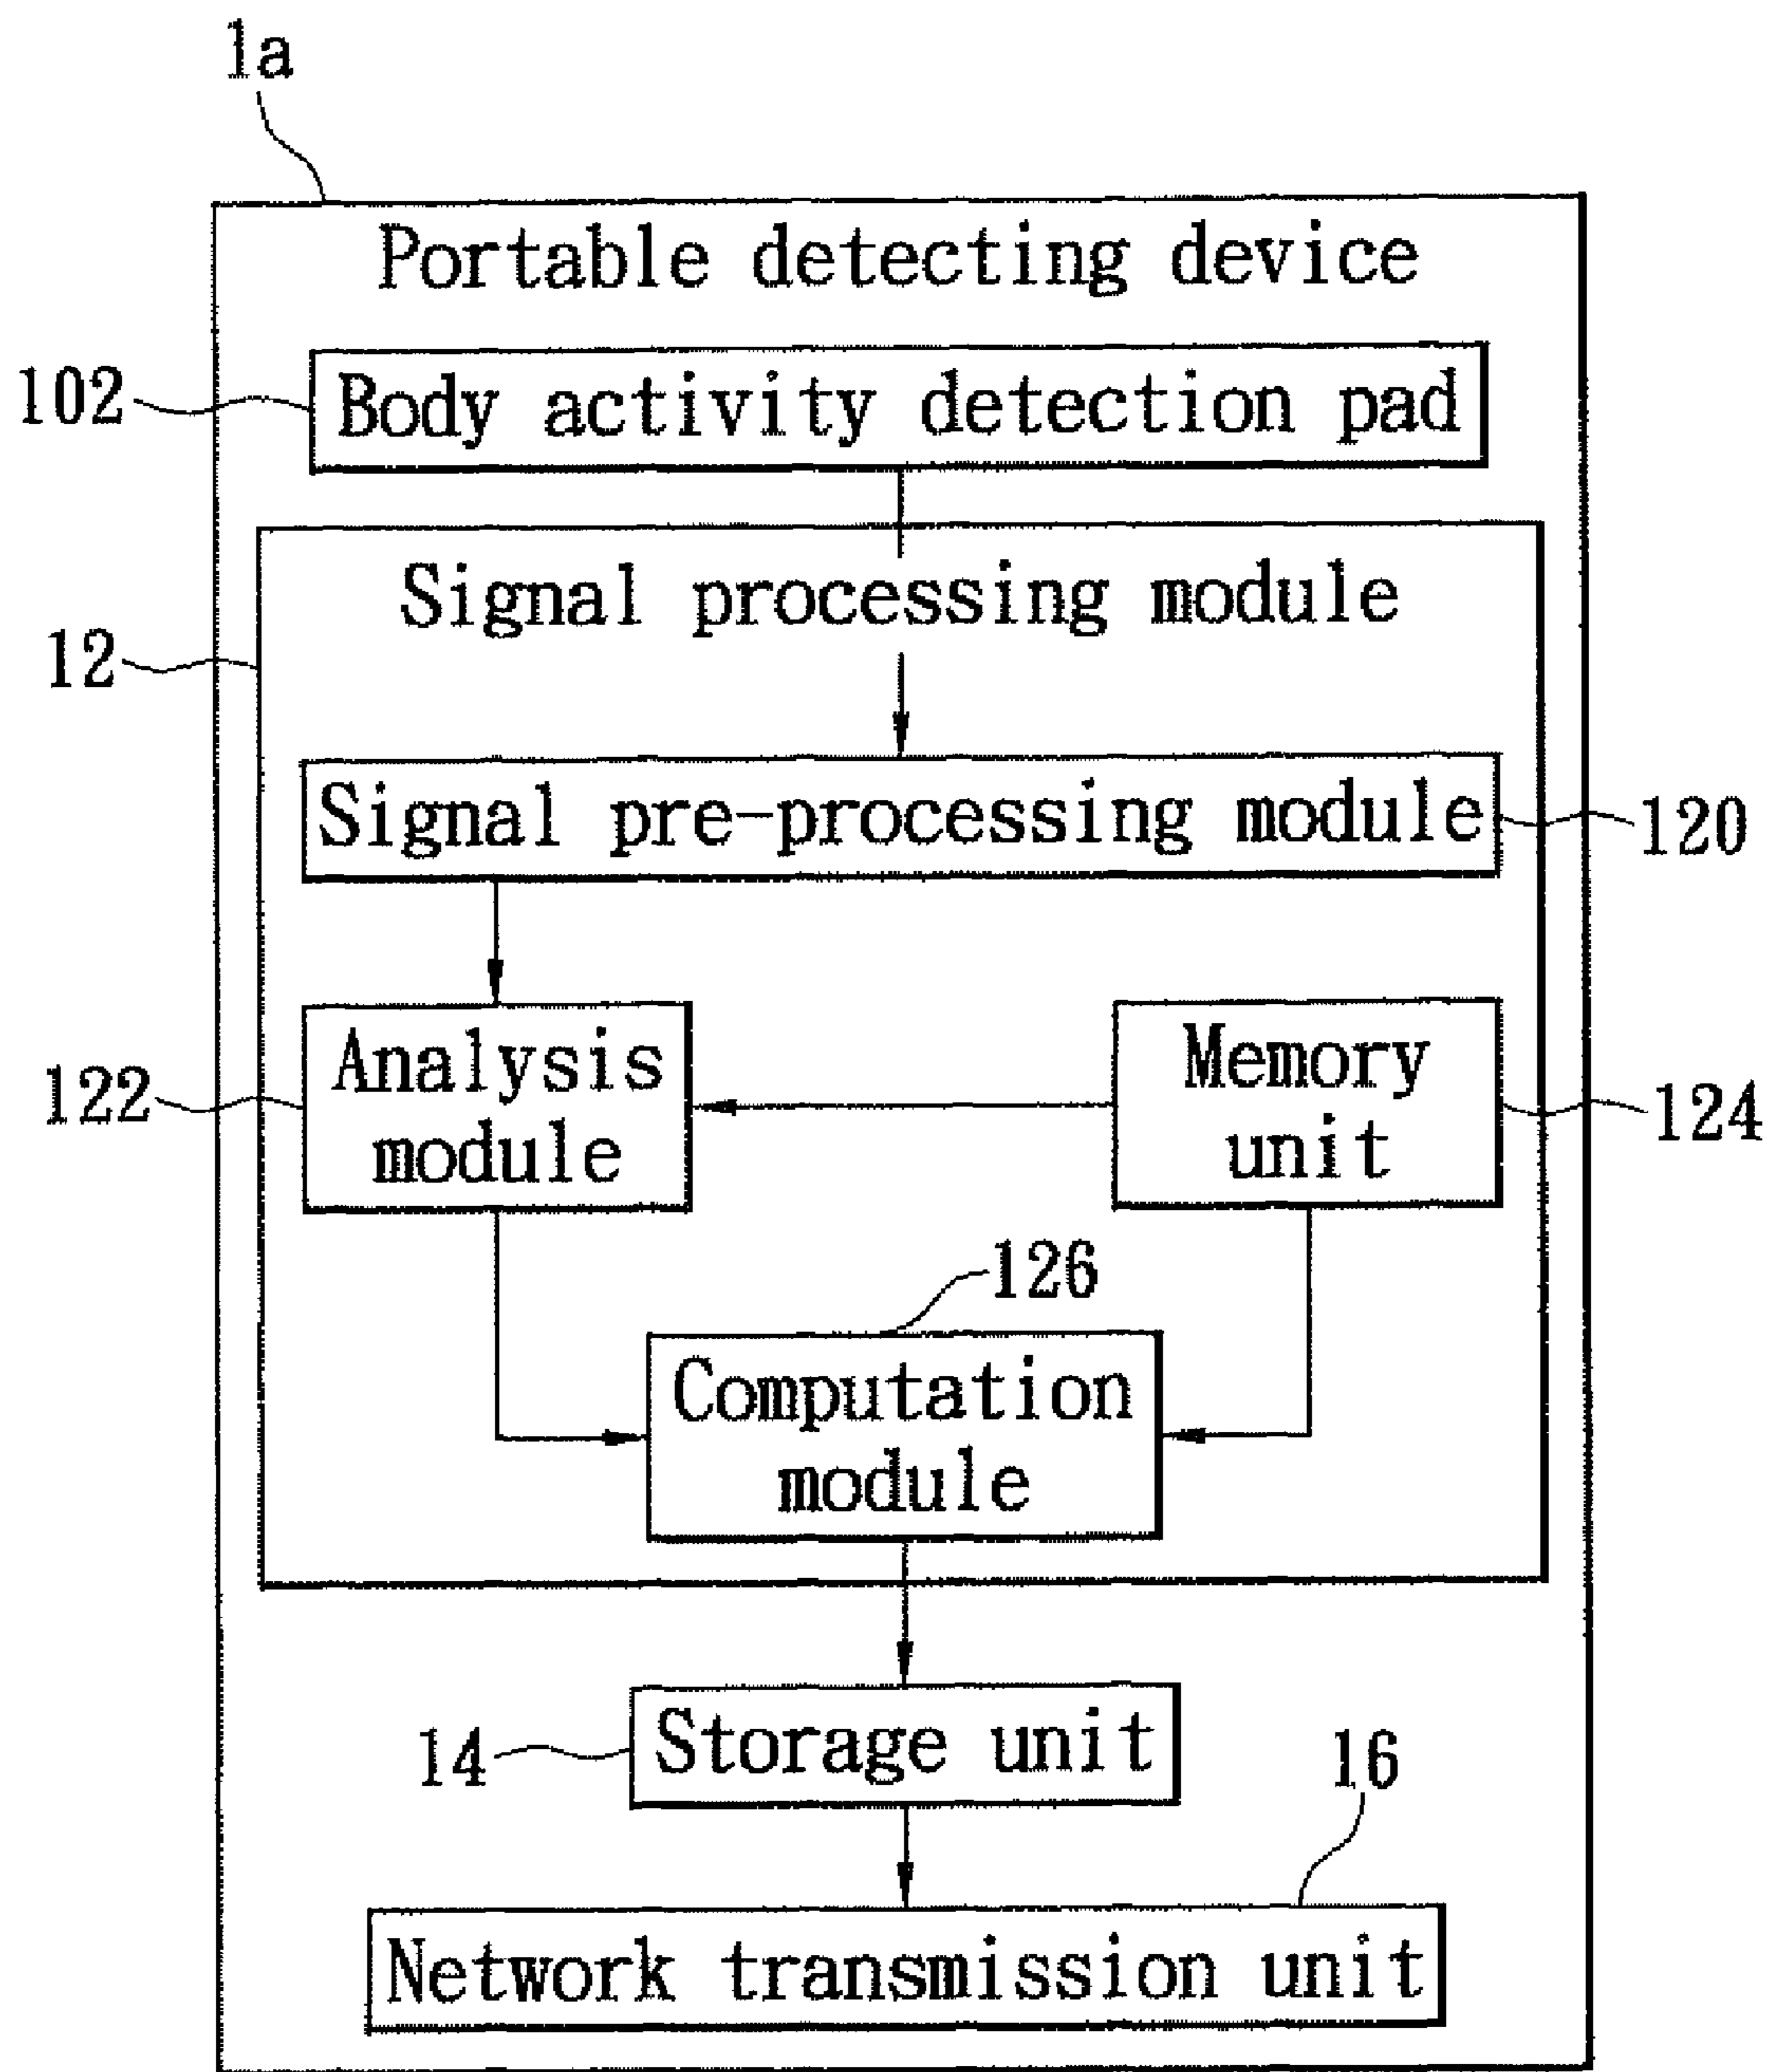 1a
Portable detecting device
102
Body activity detection pad
Signal processing module
12
Signal pre-processing module
120
Analysis
module
122
Memory
unit
124
126
Computation
module
14
Storage unit
16
Network transmission unit